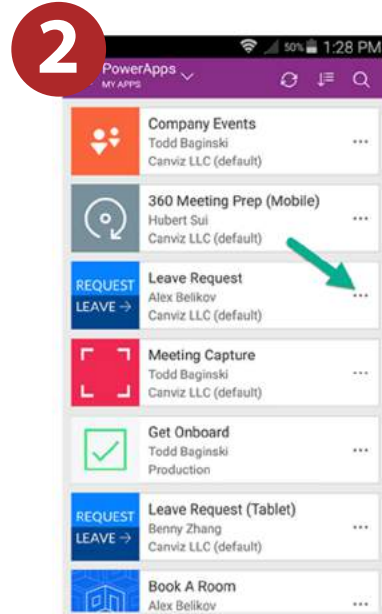 2
50% 1:28 PM
PowerApps
MY APPS
Company Events
Todd Baginski
Canviz LLC (default)
360 Meeting Prep (Mobile)
Hubert Sui
Canviz LLC (default)
REQUEST
LEAVE →
Leave Request
Alex Belikov
Canviz LLC (default)
Meeting Capture
Todd Baginski
Canviz LLC (default)
Get Onboard
Todd Baginski
Production
REQUEST
LEAVE →
Leave Request (Tablet)
Benny Zhang
Canviz LLC (default)
Book A Room
Alex Belikov